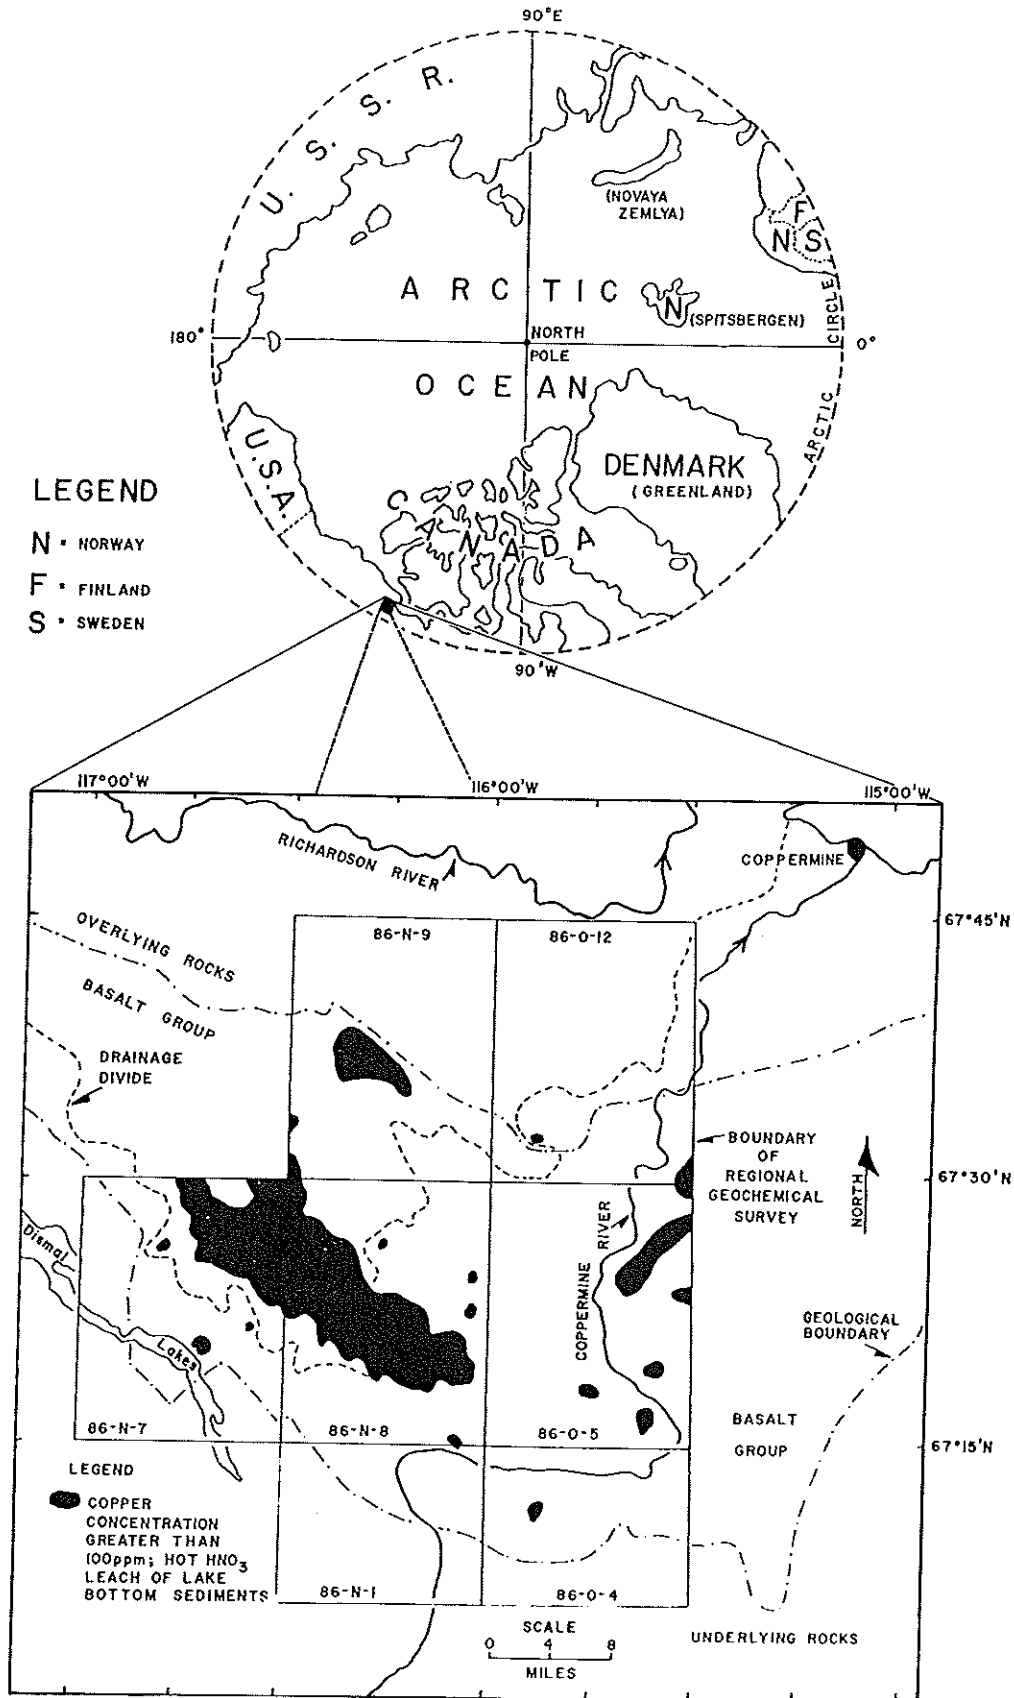 90°E
U. S. S. R.
(NOVAYA
ZEMLYA)
F
N S
ARCTIC
N
(SPITSBERGEN)
180°
NORTH
POLE
0°
OCEAN
ARCTIC CIRCLE
U.S.A.
DENMARK
(GREENLAND)
CANADA
90°W
LEGEND
N = NORWAY
F = FINLAND
S = SWEDEN
117°00'W
116°00'W
115°00'W
RICHARDSON RIVER
COPPERMINE
67°45'N
OVERLYING ROCKS
86-N-9
86-O-12
BASALT GROUP
DRAINAGE
DIVIDE
BOUNDARY
OF
REGIONAL
GEOCHEMICAL
SURVEY
NORTH
67°30'N
Dismal
Lakes
COPPERMINE RIVER
GEOLOGICAL
BOUNDARY
86-N-7
86-N-8
86-O-5
BASALT
GROUP
67°15'N
LEGEND
COPPER
CONCENTRATION
GREATER THAN
100ppm; HOT HNO3
LEACH OF LAKE
BOTTOM SEDIMENTS
86-N-1
86-O-4
SCALE
0 4 8
MILES
UNDERLYING ROCKS